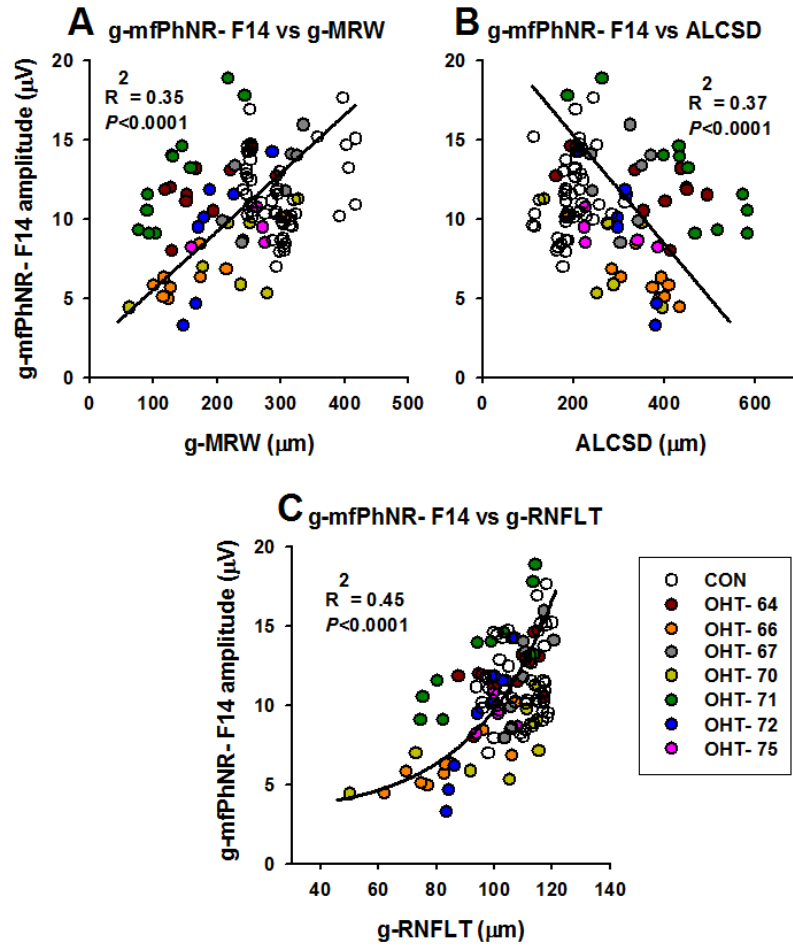 A g-mfPhNR- F14 vs g-MRW
B g-mfPhNR- F14 vs ALCSD
g-mfPhNR- F14 amplitude (μV)
20
15
10
5
0
2
R = 0.35
P<0.0001
0 100 200 300 400 500
g-MRW (μm)
20
15
10
5
0
2
R = 0.37
P<0.0001
0 200 400 600
ALCSD (μm)
C g-mfPhNR- F14 vs g-RNFLT
g-mfPhNR- F14 amplitude (μV)
20
15
10
5
0
2
R = 0.45
P<0.0001
40 60 80 100 120 140
g-RNFLT (μm)
CON
OHT- 64
OHT- 66
OHT- 67
OHT- 70
OHT- 71
OHT- 72
OHT- 75